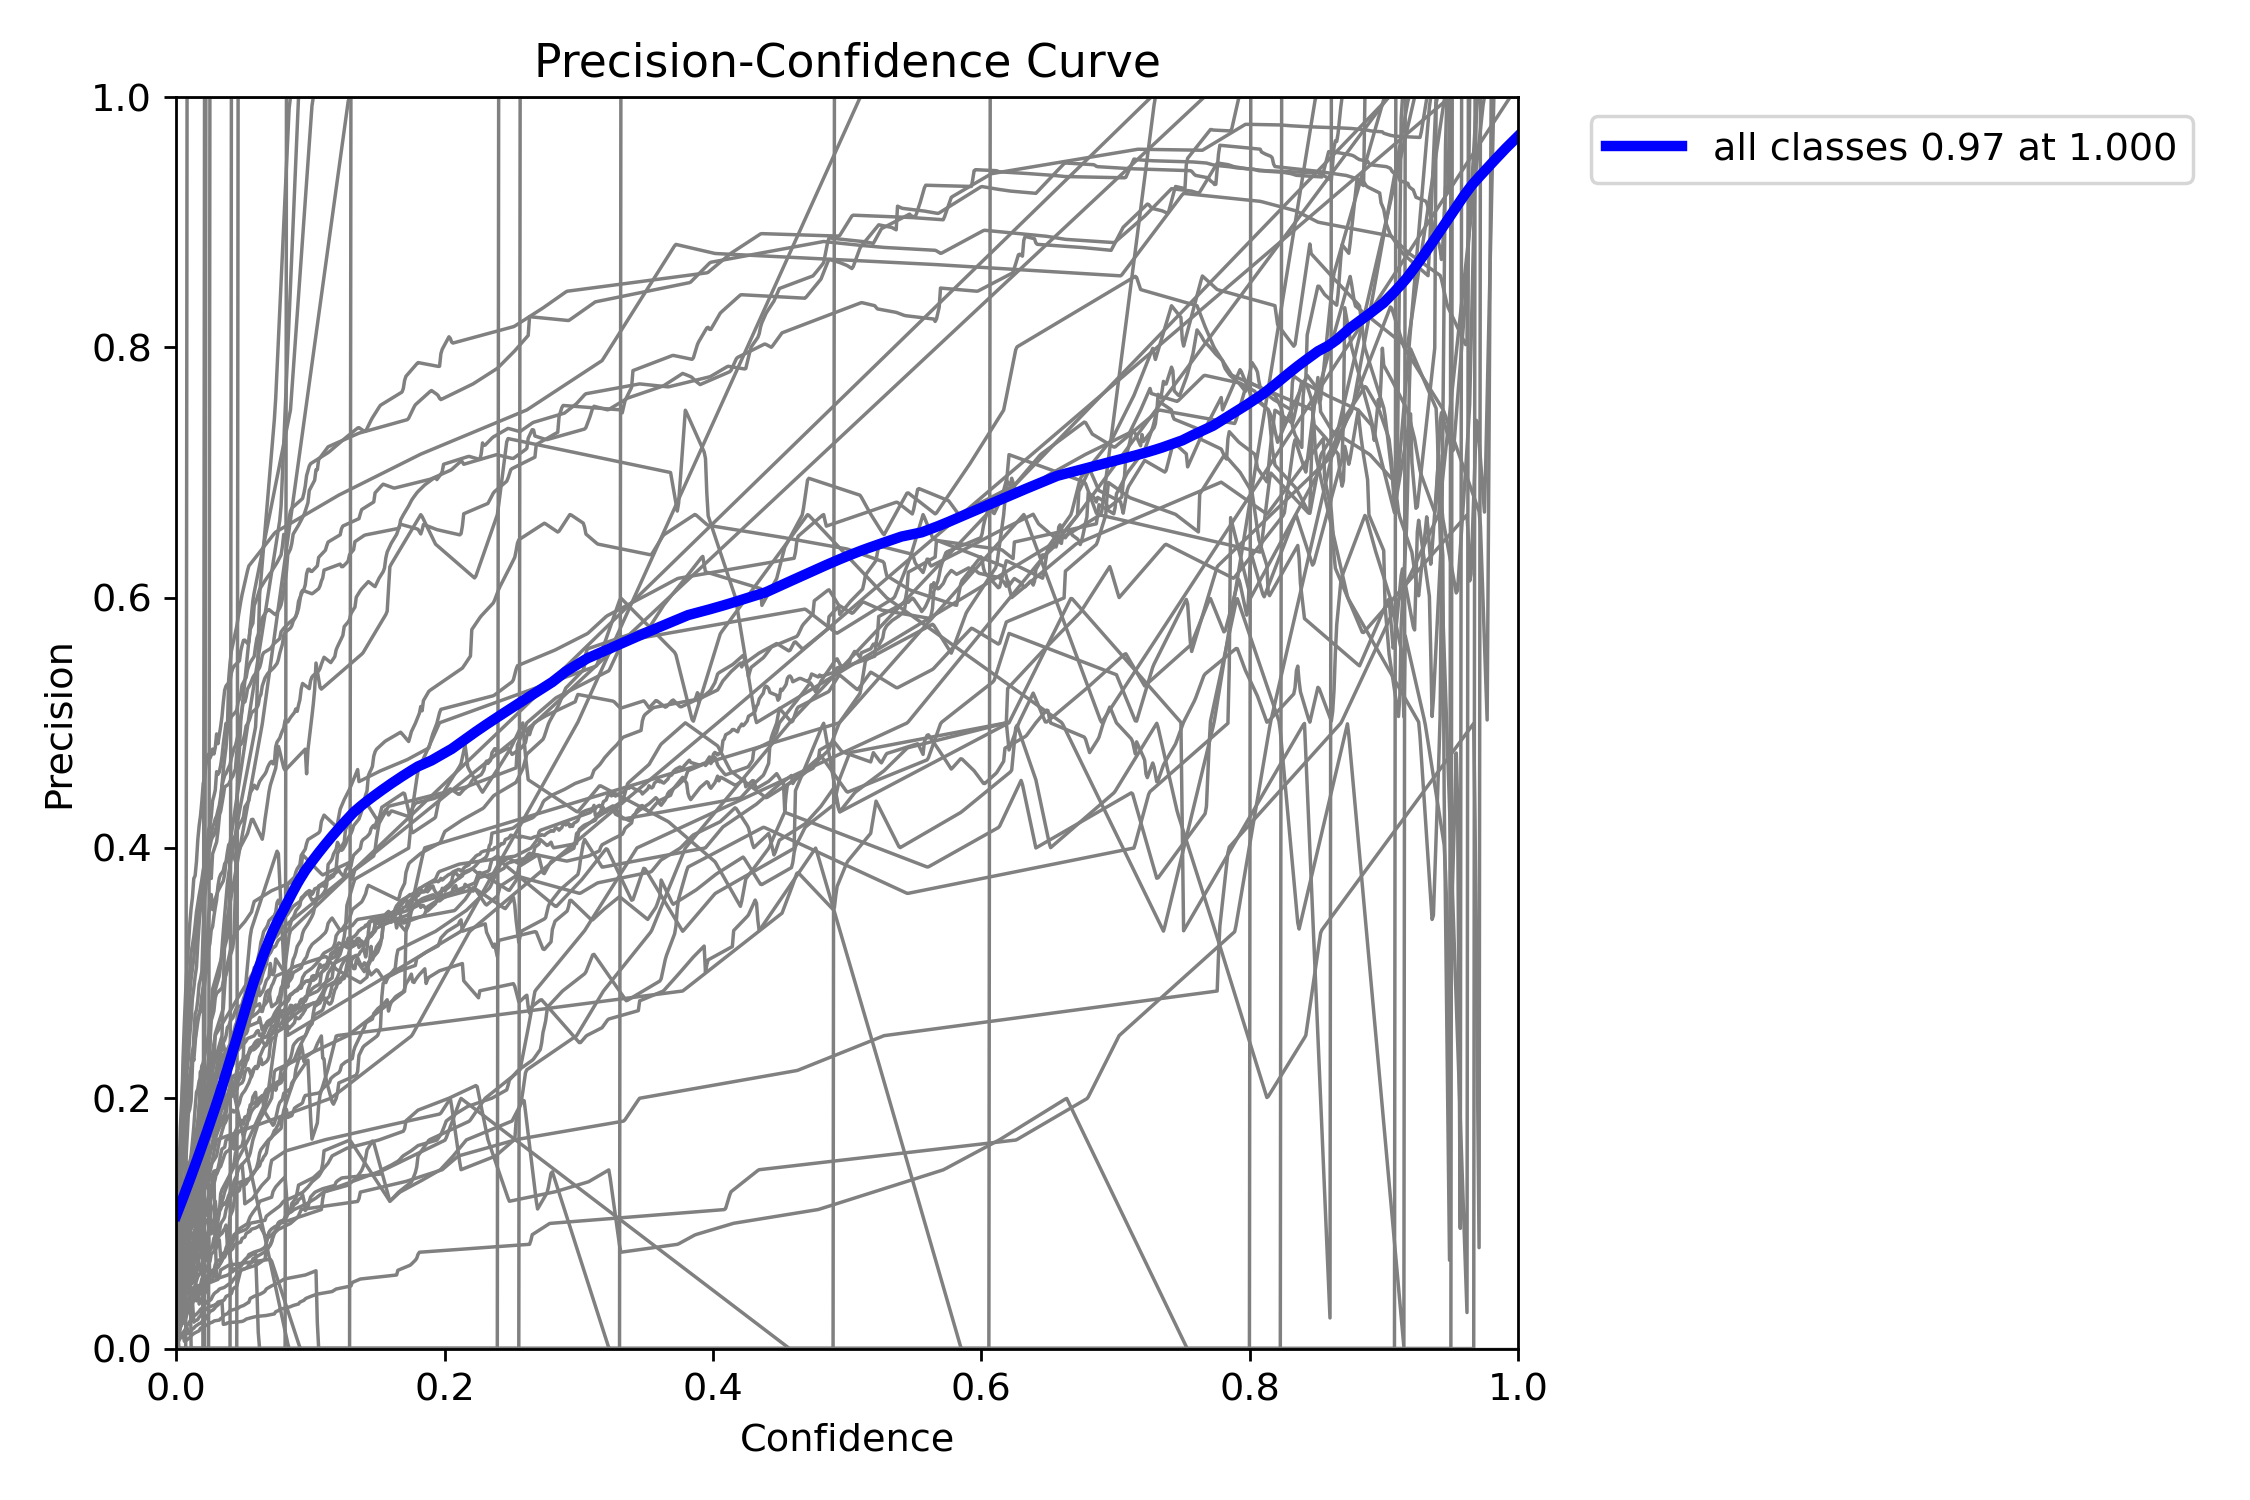 Precision-Confidence Curve
all classes 0.97 at 1.000
Precision
1.0
0.8
0.6
0.4
0.2
0.0
0.0 0.2 0.4 0.6 0.8 1.0
Confidence